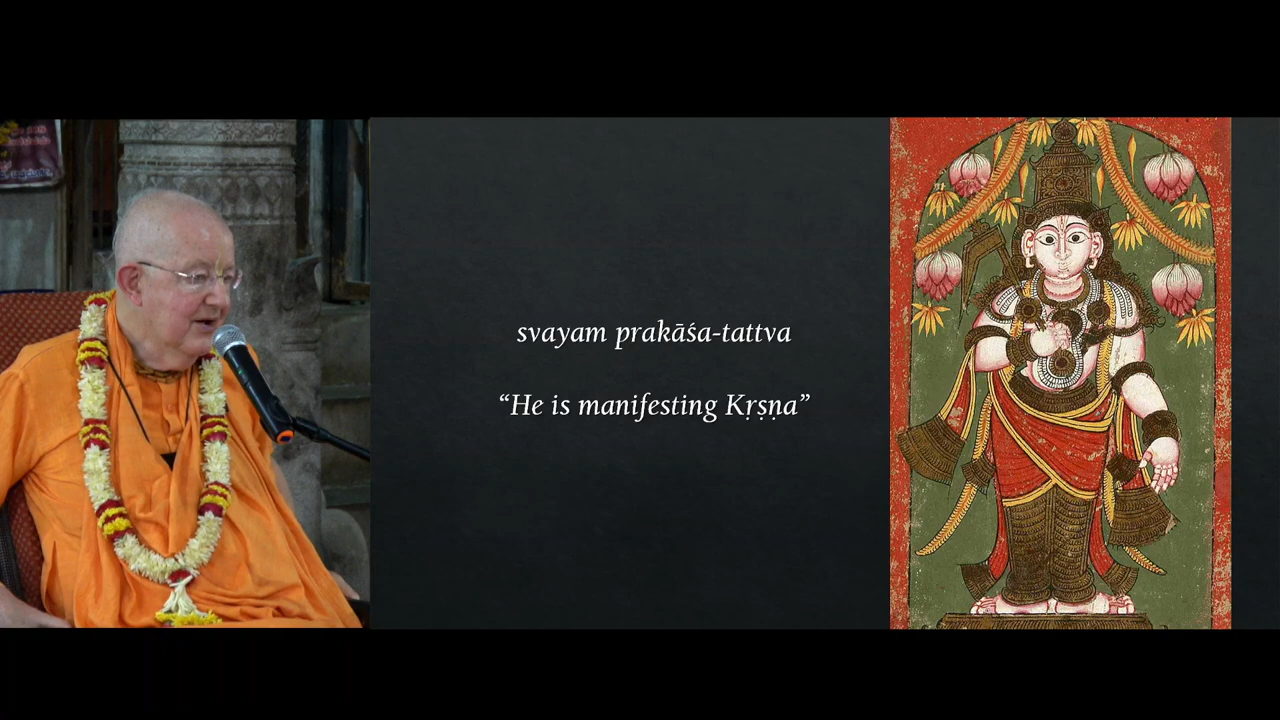 svayam prakāśa-tattva
“He is manifesting Kṛṣṇa”